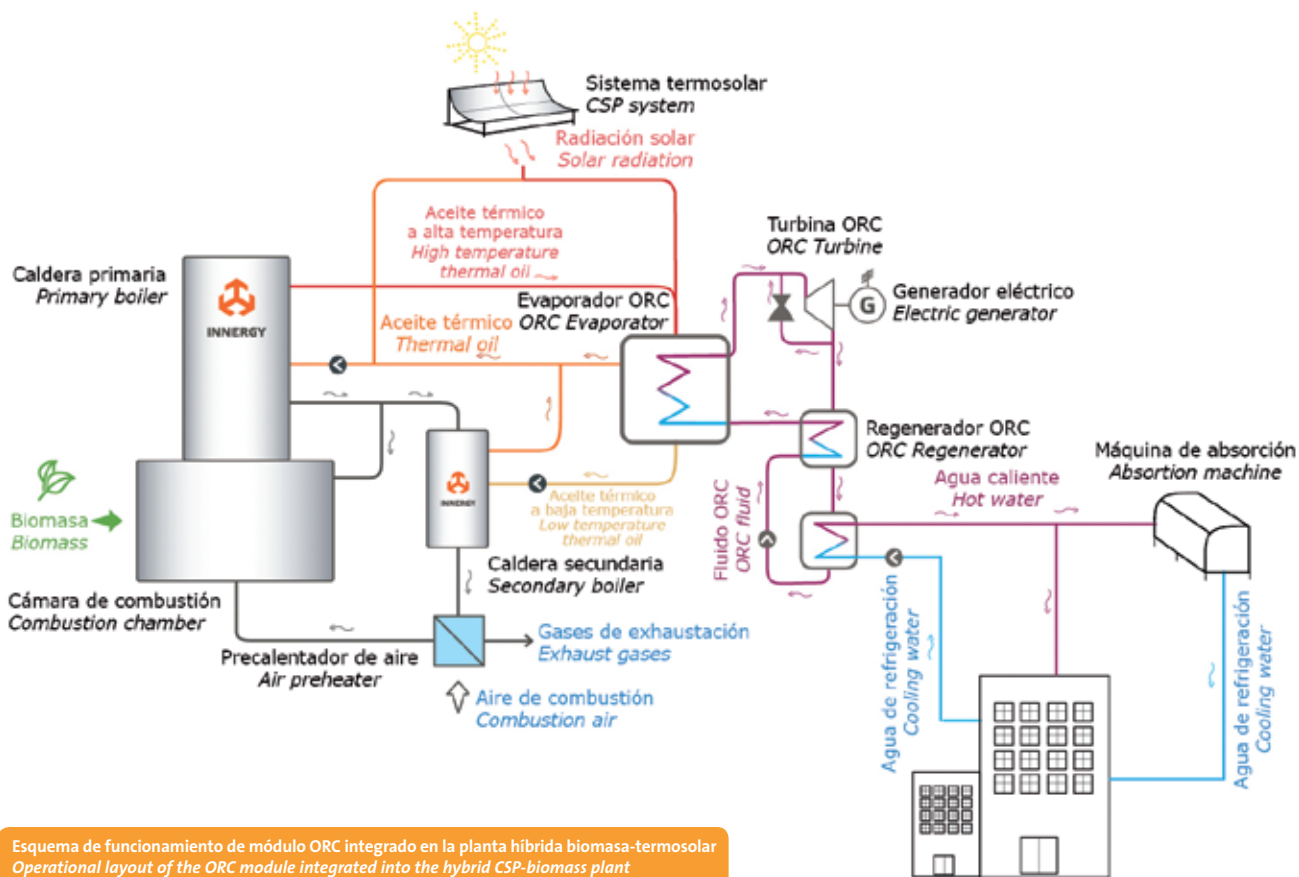 Sistema termosolar
CSP system
Radiación solar
Solar radiation
Aceite térmico
a alta temperatura
High temperature
thermal oil
Turbina ORC
ORC Turbine
Caldera primaria
Primary boiler
INNERGY
Evaporador ORC
ORC Evaporator
G
Generador eléctrico
Electric generator
Aceite térmico
Thermal oil
Regenerador ORC
ORC Regenerator
Máquina de absorción
Absortion machine
Agua caliente
Hot water
INNERGY
Biomasa
Biomass
Aceite térmico
a baja temperatura
Low temperature
thermal oil
Fluido ORC
ORC fluid
Caldera secundaria
Secondary boiler
Cámara de combustión
Combustion chamber
Gases de exhaustación
Exhaust gases
Precalentador de aire
Air preheater
Aire de combustión
Combustion air
Agua de refrigeración
Cooling water
Agua de refrigeración
Cooling water
Esquema de funcionamiento de módulo ORC integrado en la planta híbrida biomasa-termosolar
Operational layout of the ORC module integrated into the hybrid CSP-biomass plant